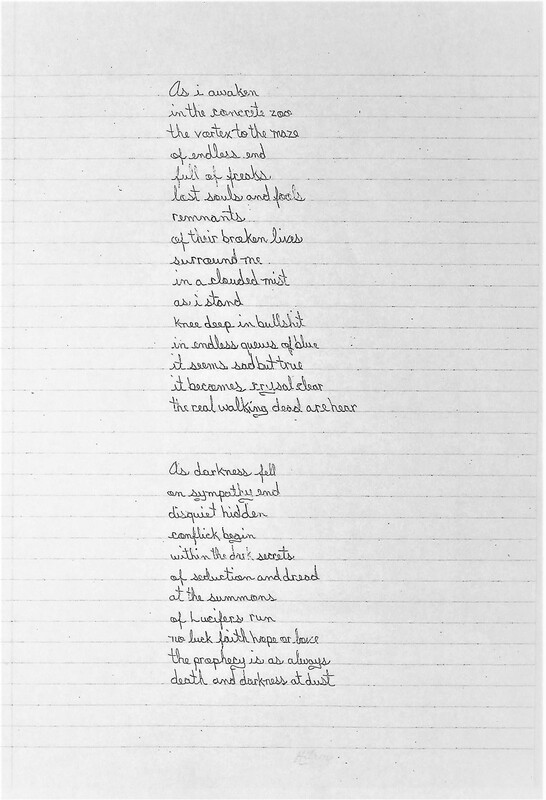 As i awaken
in the concrete zoo
the vortex to the maze
of endless end
full of freaks
lost souls and fools
remnants
of their broken lives
surround me
in a clouded mist
as i stand
knee deep in bullshit
in endless queues of blue
it seems sad but true
it becomes crysal clear
the real walking dead are hear
As darkness fell
on sympathy end
disquiet hidden
conflick begin
within the secrets
of seduction and dread
at the summons
of Lucifers run
no luck faith hope or love
the prophecy is as always
death and darkness at dust